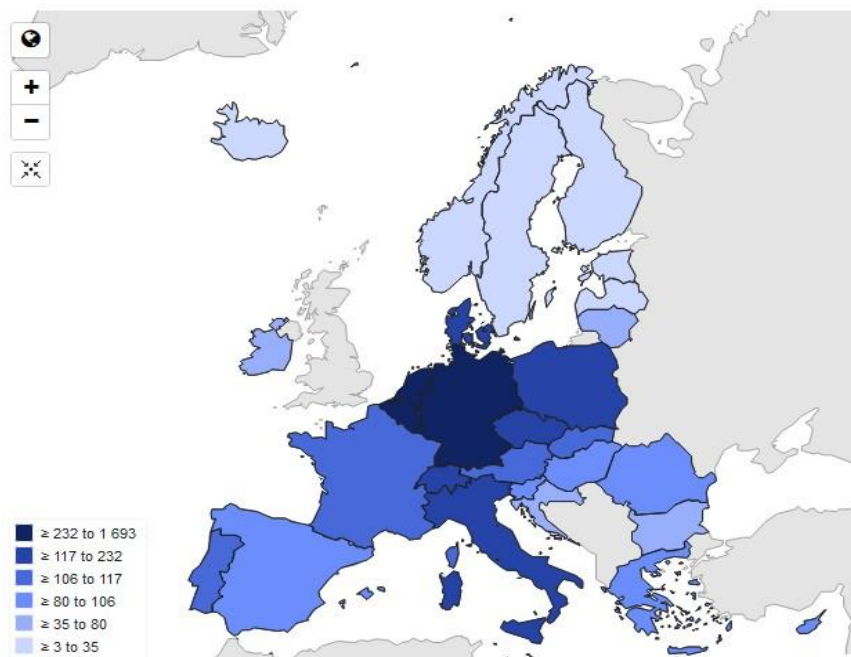 +
−
≥ 232 to 1 693
≥ 117 to 232
≥ 106 to 117
≥ 80 to 106
≥ 35 to 80
≥ 3 to 35